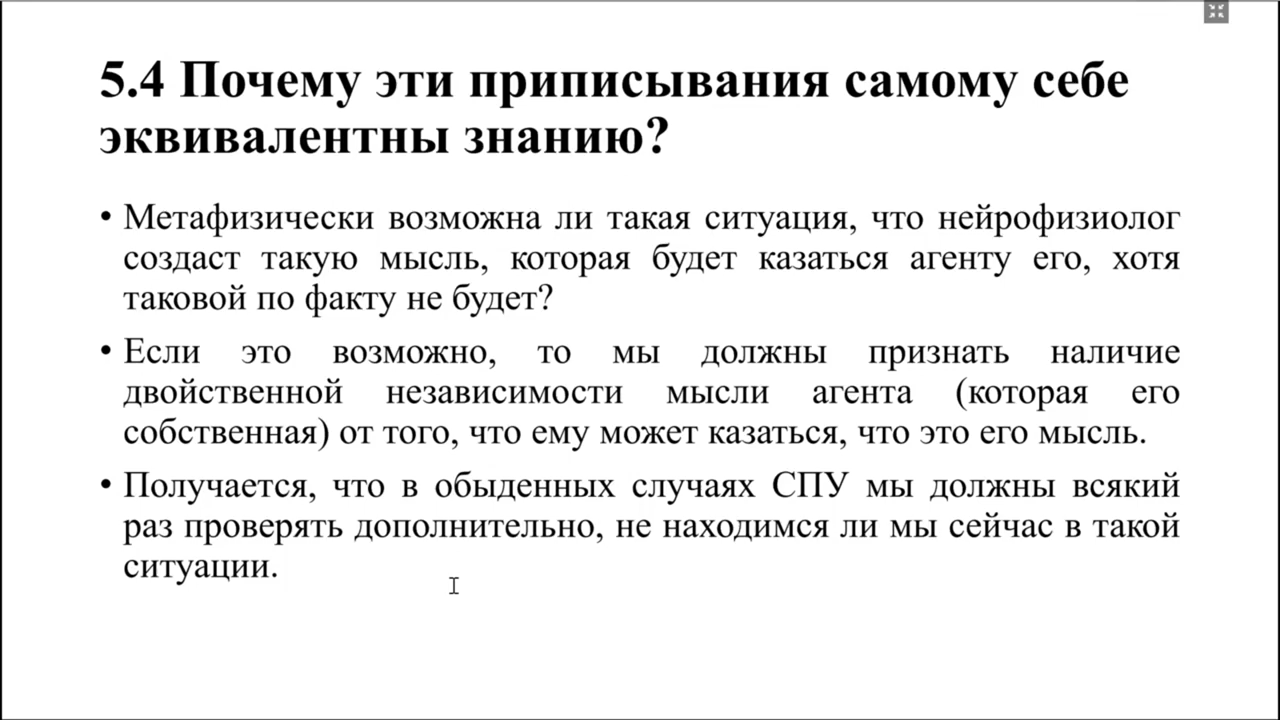 5.4 Почему эти приписывания самому себе
эквивалентны знанию?
• Метафизически возможна ли такая ситуация, что нейрофизиолог
создаст такую мысль, которая будет казаться агенту его, хотя
таковой по факту не будет?
• Если это возможно, то мы должны признать наличие
двойственной независимости мысли агента (которая его
собственная) от того, что ему может казаться, что это его мысль.
• Получается, что в обыденных случаях СПУ мы должны всякий
раз проверять дополнительно, не находимся ли мы сейчас в такой
ситуации.